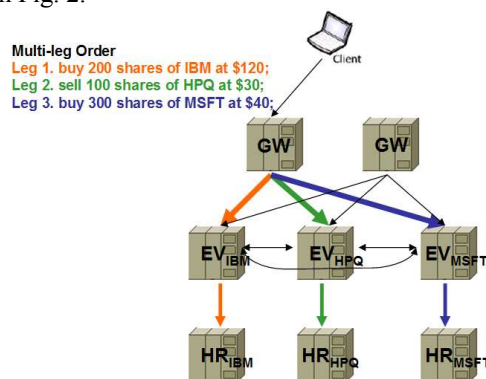 n Fig. 2.
Client
Multi-leg Order
Leg 1. buy 200 shares of IBM at $120;
Leg 2. sell 100 shares of HPQ at $30;
Leg 3. buy 300 shares of MSFT at $40;
GW GW
EVIBM EVHPQ EVMSFT
HRIBM HRHPQ HRMSFT